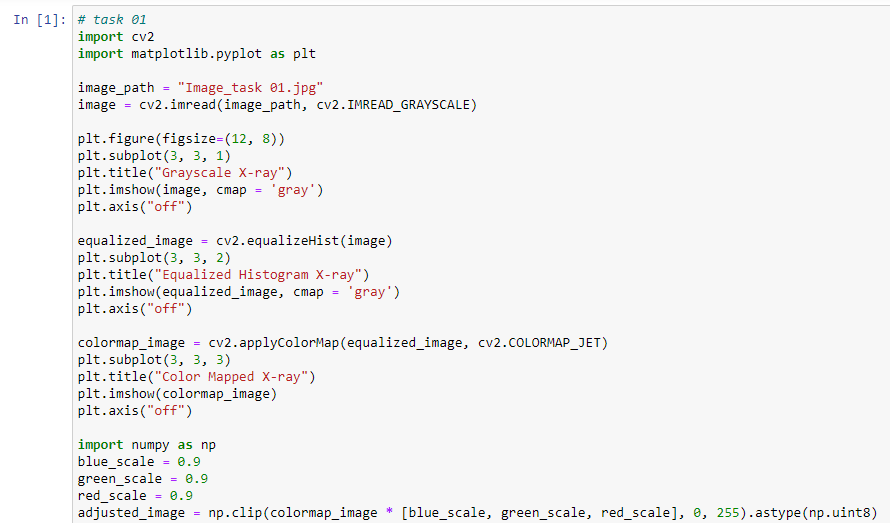 In [1]: # task 01
import cv2
import matplotlib.pyplot as plt
image_path = "Image_task 01.jpg"
image = cv2.imread(image_path, cv2.IMREAD_GRAYSCALE)
plt.figure(figsize=(12, 8))
plt.subplot(3, 3, 1)
plt.title("Grayscale X-ray")
plt.imshow(image, cmap = 'gray')
plt.axis("off")
equalized_image = cv2.equalizeHist(image)
plt.subplot(3, 3, 2)
plt.title("Equalized Histogram X-ray")
plt.imshow(equalized_image, cmap = 'gray')
plt.axis("off")
colormap_image = cv2.applyColorMap(equalized_image, cv2.COLORMAP_JET)
plt.subplot(3, 3, 3)
plt.title("Color Mapped X-ray")
plt.imshow(colormap_image)
plt.axis("off")
import numpy as np
blue_scale = 0.9
green_scale = 0.9
red_scale = 0.9
adjusted_image = np.clip(colormap_image * [blue_scale, green_scale, red_scale], 0, 255).astype(np.uint8)